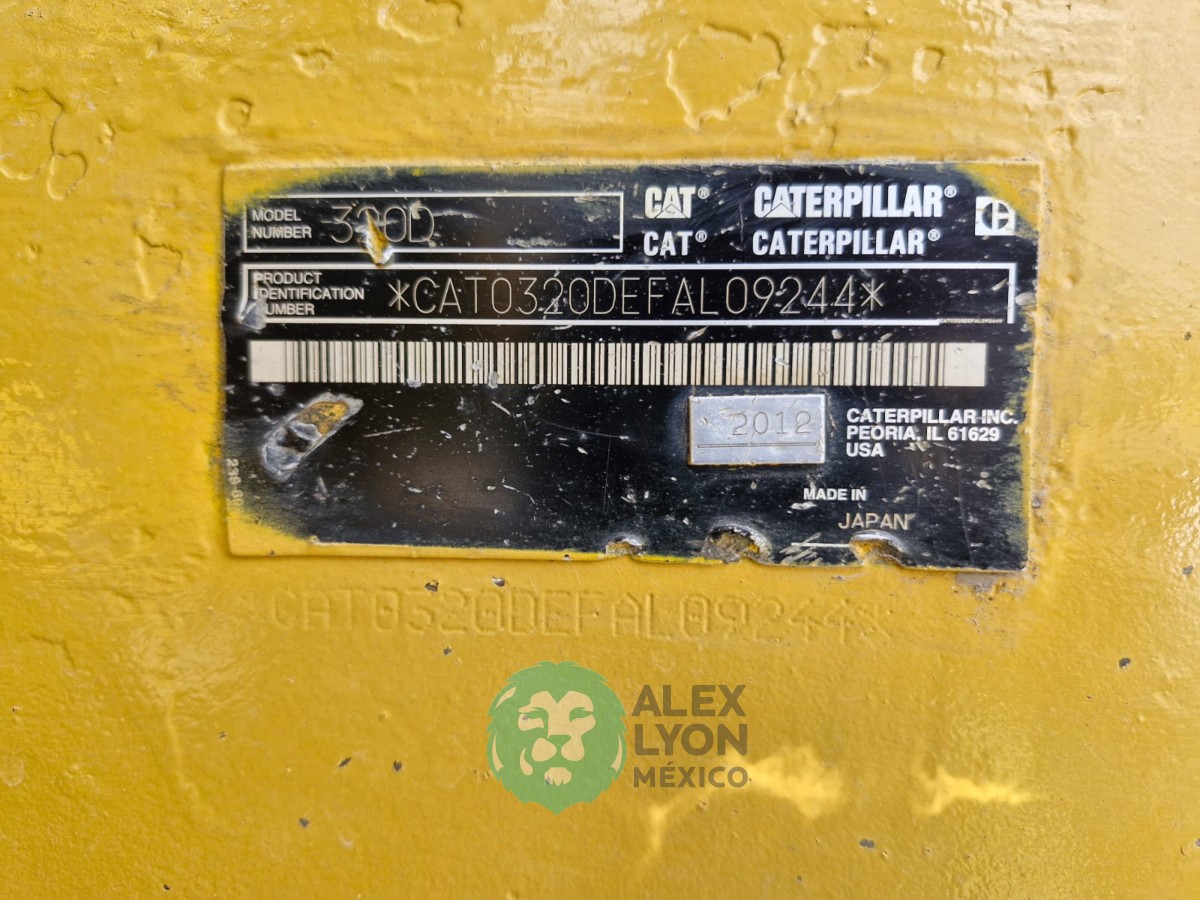 MODEL NUMBER 320D
CAT® CATERPILLAR®
CAT® CATERPILLAR®
PRODUCT IDENTIFICATION NUMBER *CAT0320DEFAL09244*
2012
CATERPILLAR INC.
PEORIA, IL 61629
USA
MADE IN
JAPAN
*CAT0320DEFAL09244*
ALEX
LYON
MÉXICO